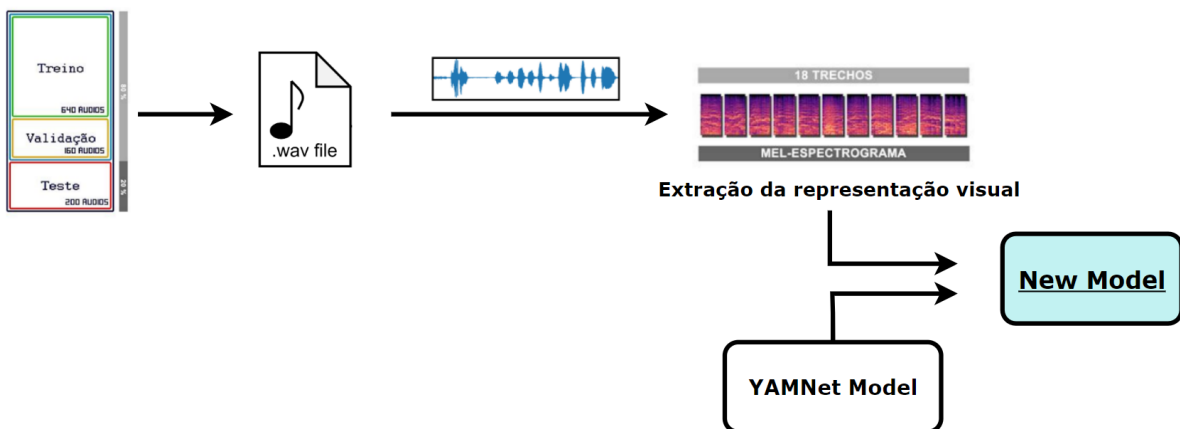 Treino
640 AUDIOS
80 %
Validação
160 AUDIOS
Teste
200 AUDIOS
20 %
.wav file
18 TRECHOS
MEL-ESPECTROGRAMA
Extração da representação visual
New Model
YAMNet Model